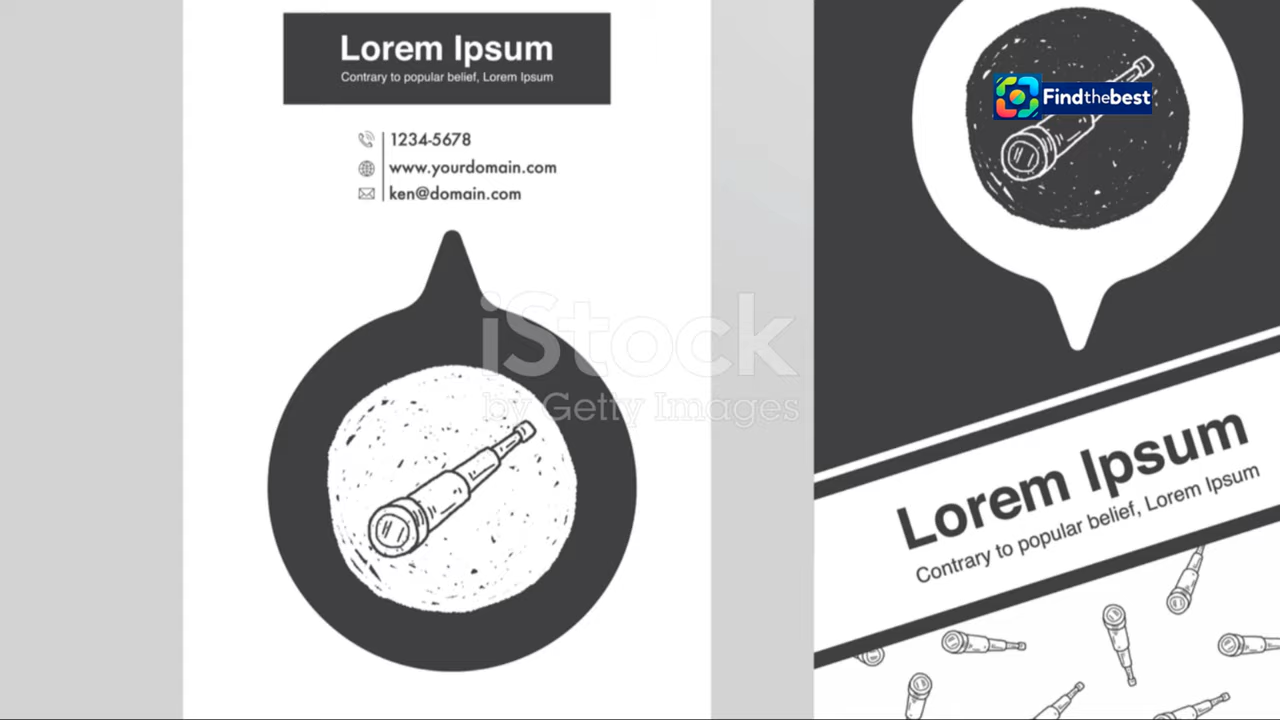 Lorem Ipsum
Contrary to popular belief, Lorem Ipsum
1234-5678
www.yourdomain.com
ken@domain.com
iStock
by Getty Images
Findthebest
Lorem Ipsum
Contrary to popular belief, Lorem Ipsum